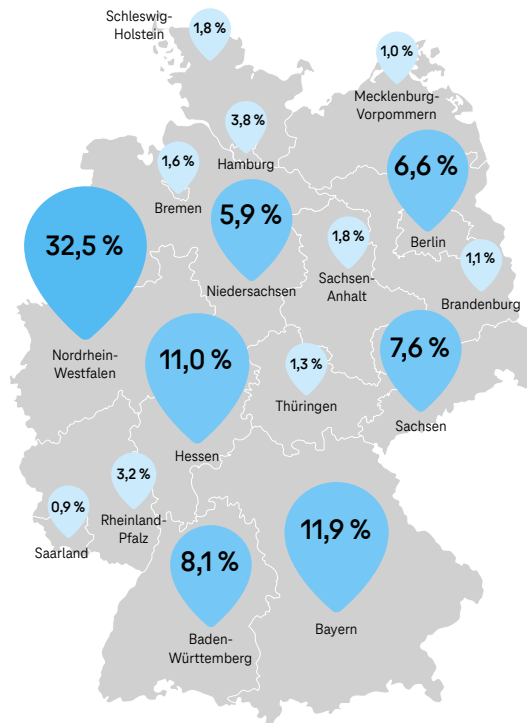 Schleswig-
Holstein
1,8 %
1,0 %
Mecklenburg-
Vorpommern
3,8 %
Hamburg
1,6 %
Bremen
6,6 %
Berlin
5,9 %
Niedersachsen
32,5 %
Nordrhein-
Westfalen
1,8 %
Sachsen-
Anhalt
1,1 %
Brandenburg
11,0 %
Hessen
1,3 %
Thüringen
7,6 %
Sachsen
3,2 %
Rheinland-
Pfalz
0,9 %
Saarland
8,1 %
Baden-
Württemberg
11,9 %
Bayern